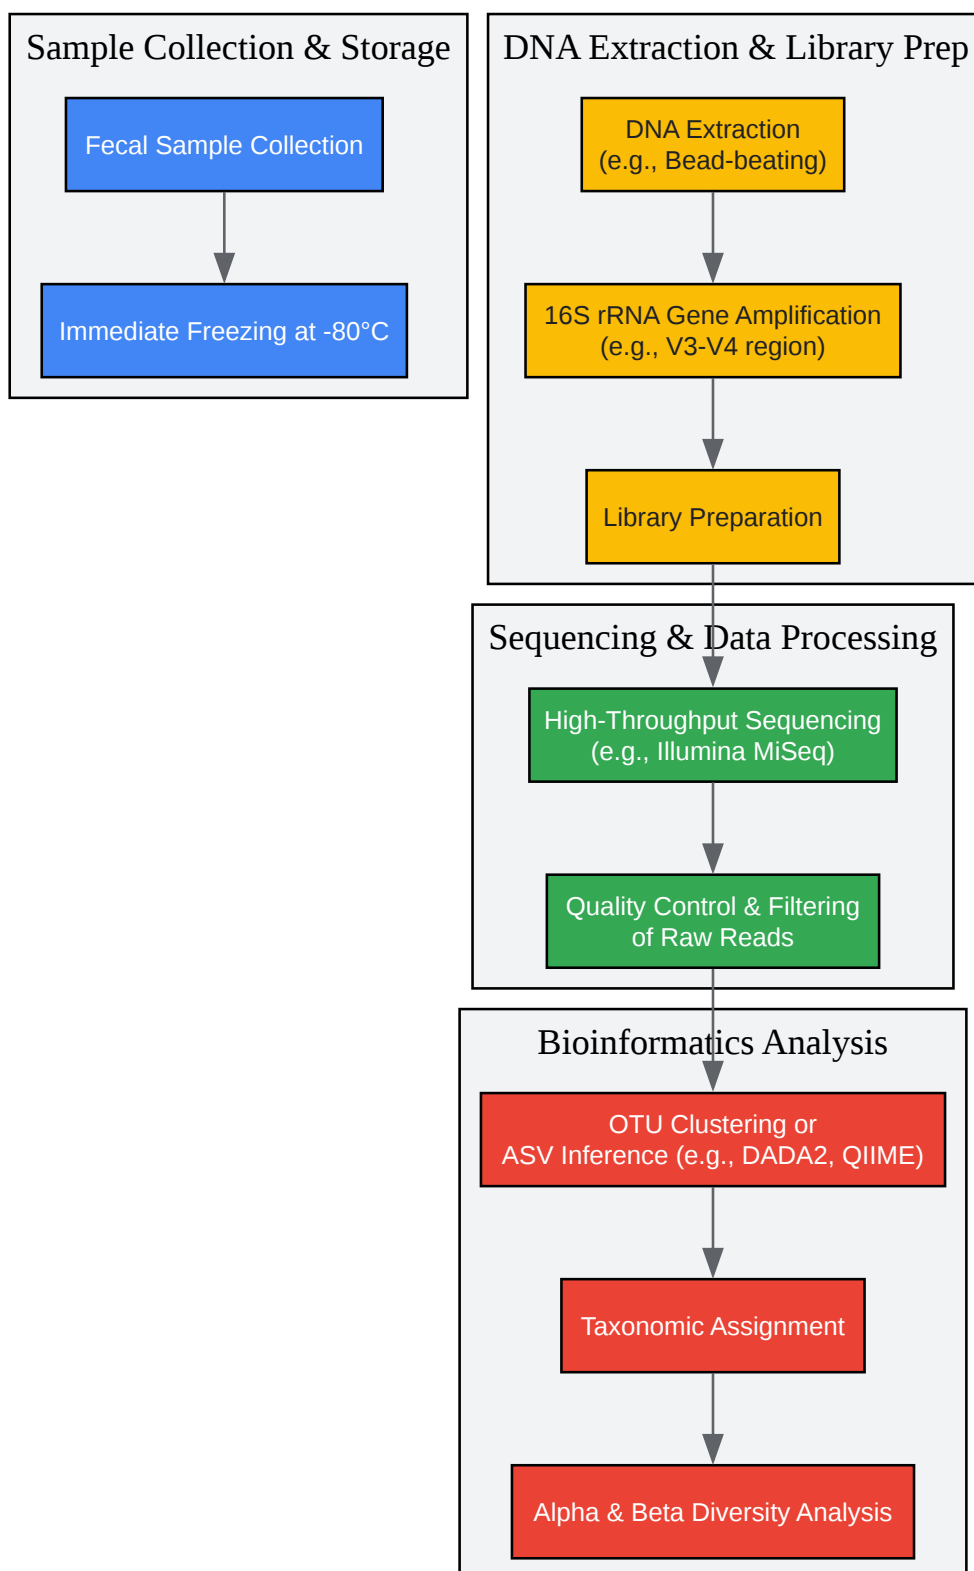 Sample Collection & Storage
Fecal Sample Collection
Immediate Freezing at -80°C
DNA Extraction & Library Prep
DNA Extraction
(e.g., Bead-beating)
16S rRNA Gene Amplification
(e.g., V3-V4 region)
Library Preparation
Sequencing & Data Processing
High-Throughput Sequencing
(e.g., Illumina MiSeq)
Quality Control & Filtering
of Raw Reads
Bioinformatics Analysis
OTU Clustering or
ASV Inference (e.g., DADA2, QIIME)
Taxonomic Assignment
Alpha & Beta Diversity Analysis